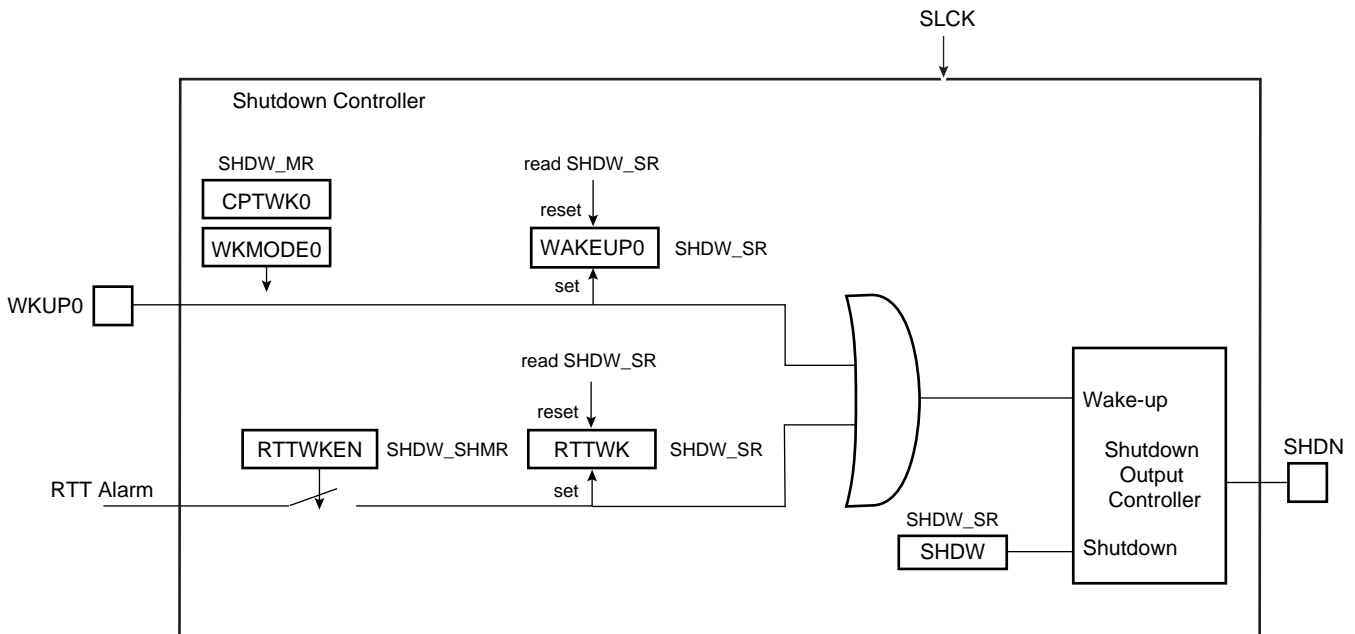 SLCK
Shutdown Controller
SHDW_MR
CPTWK0
WKMODE0
read SHDW_SR
reset
WAKEUP0
SHDW_SR
set
WKUP0
read SHDW_SR
reset
RTTWKEN
SHDW_SHMR
RTTWK
SHDW_SR
set
RTT Alarm
Wake-up
Shutdown
Output
Controller
SHDN
SHDW_SR
SHDW
Shutdown